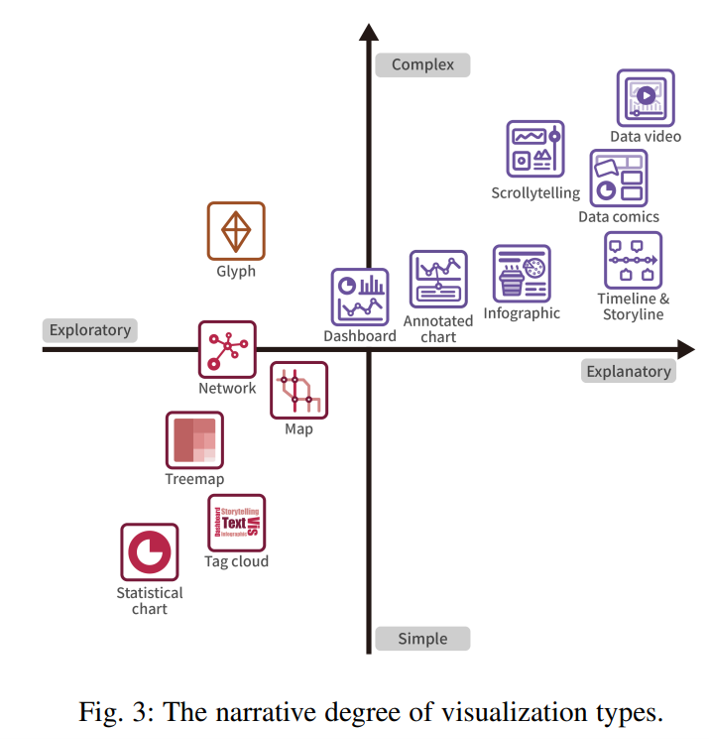 Complex
Data video
Scrollytelling
Data comics
Glyph
Timeline &
Storyline
Infographic
Annotated
chart
Dashboard
Exploratory
Explanatory
Network
Map
Treemap
Dashboard
Storytelling
Text
Vis
Infographic
Tag cloud
Statistical
chart
Simple
Fig. 3: The narrative degree of visualization types.